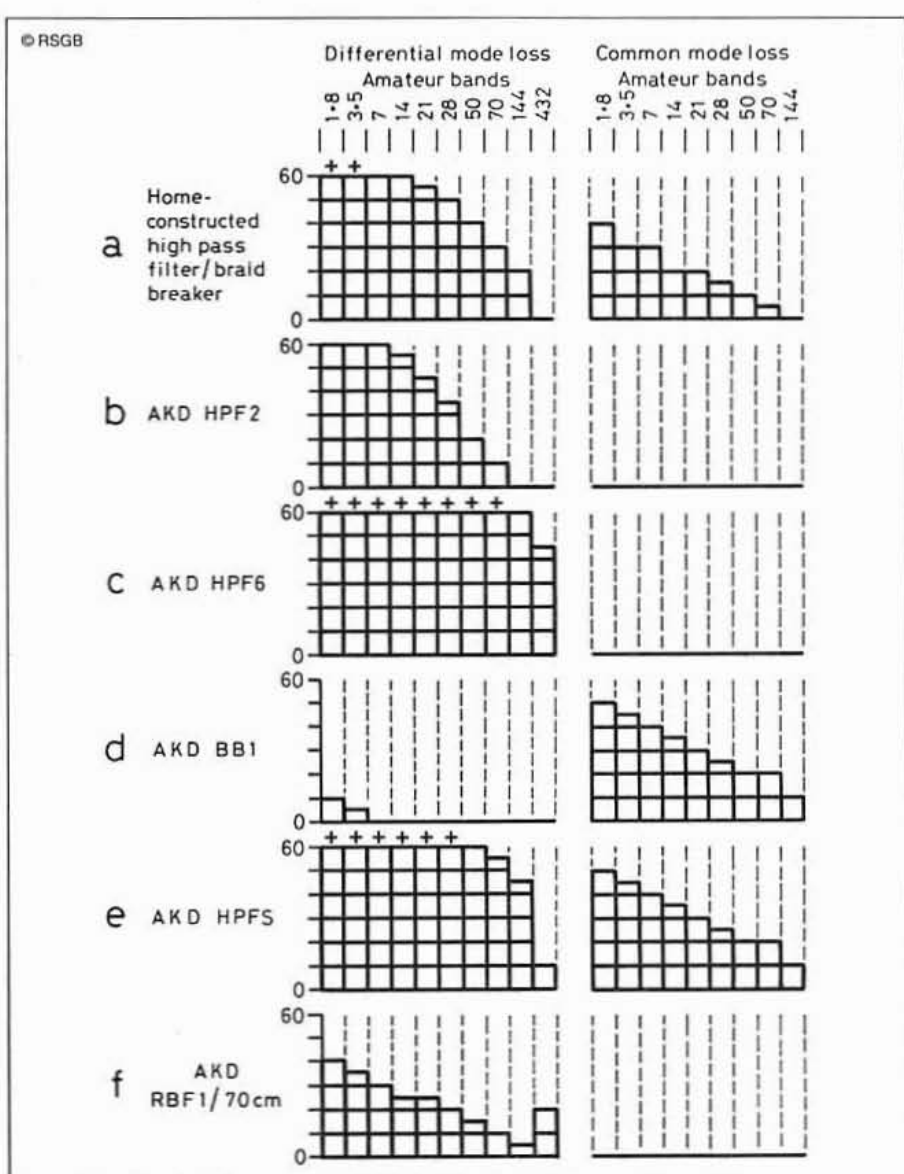 © RSGB
Differential mode loss
Amateur bands
1·8 3·5 7 14 21 28 50 70 144 432
Common mode loss
Amateur bands
1·8 3·5 7 14 21 28 50 70 144
+ +
60
0
a
Home-
constructed
high pass
filter/braid
breaker
60
0
b AKD HPF2
+ + + + + + + +
60
0
c AKD HPF6
60
0
d AKD BB1
+ + + + + +
60
0
e AKD HPFS
60
0
f
AKD
RBF1/70cm